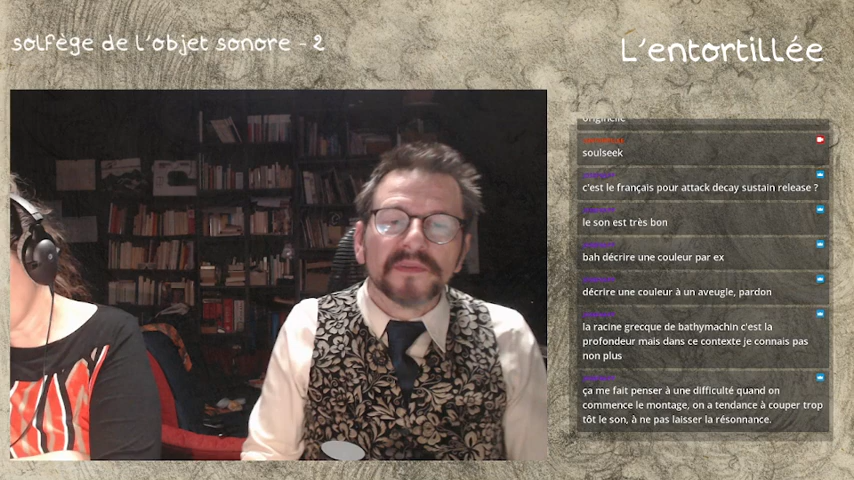 solfège de l'objet sonore - 2
L'entortillée
originelle
soulseek
c'est le français pour attack decay sustain release ?
le son est très bon
bah décrire une couleur par ex
décrire une couleur à un aveugle, pardon
la racine grecque de bathymachin c'est la
profondeur mais dans ce contexte je connais pas
non plus
ça me fait penser à une difficulté quand on
commence le montage, on a tendance à couper trop
tôt le son, à ne pas laisser la résonnance.